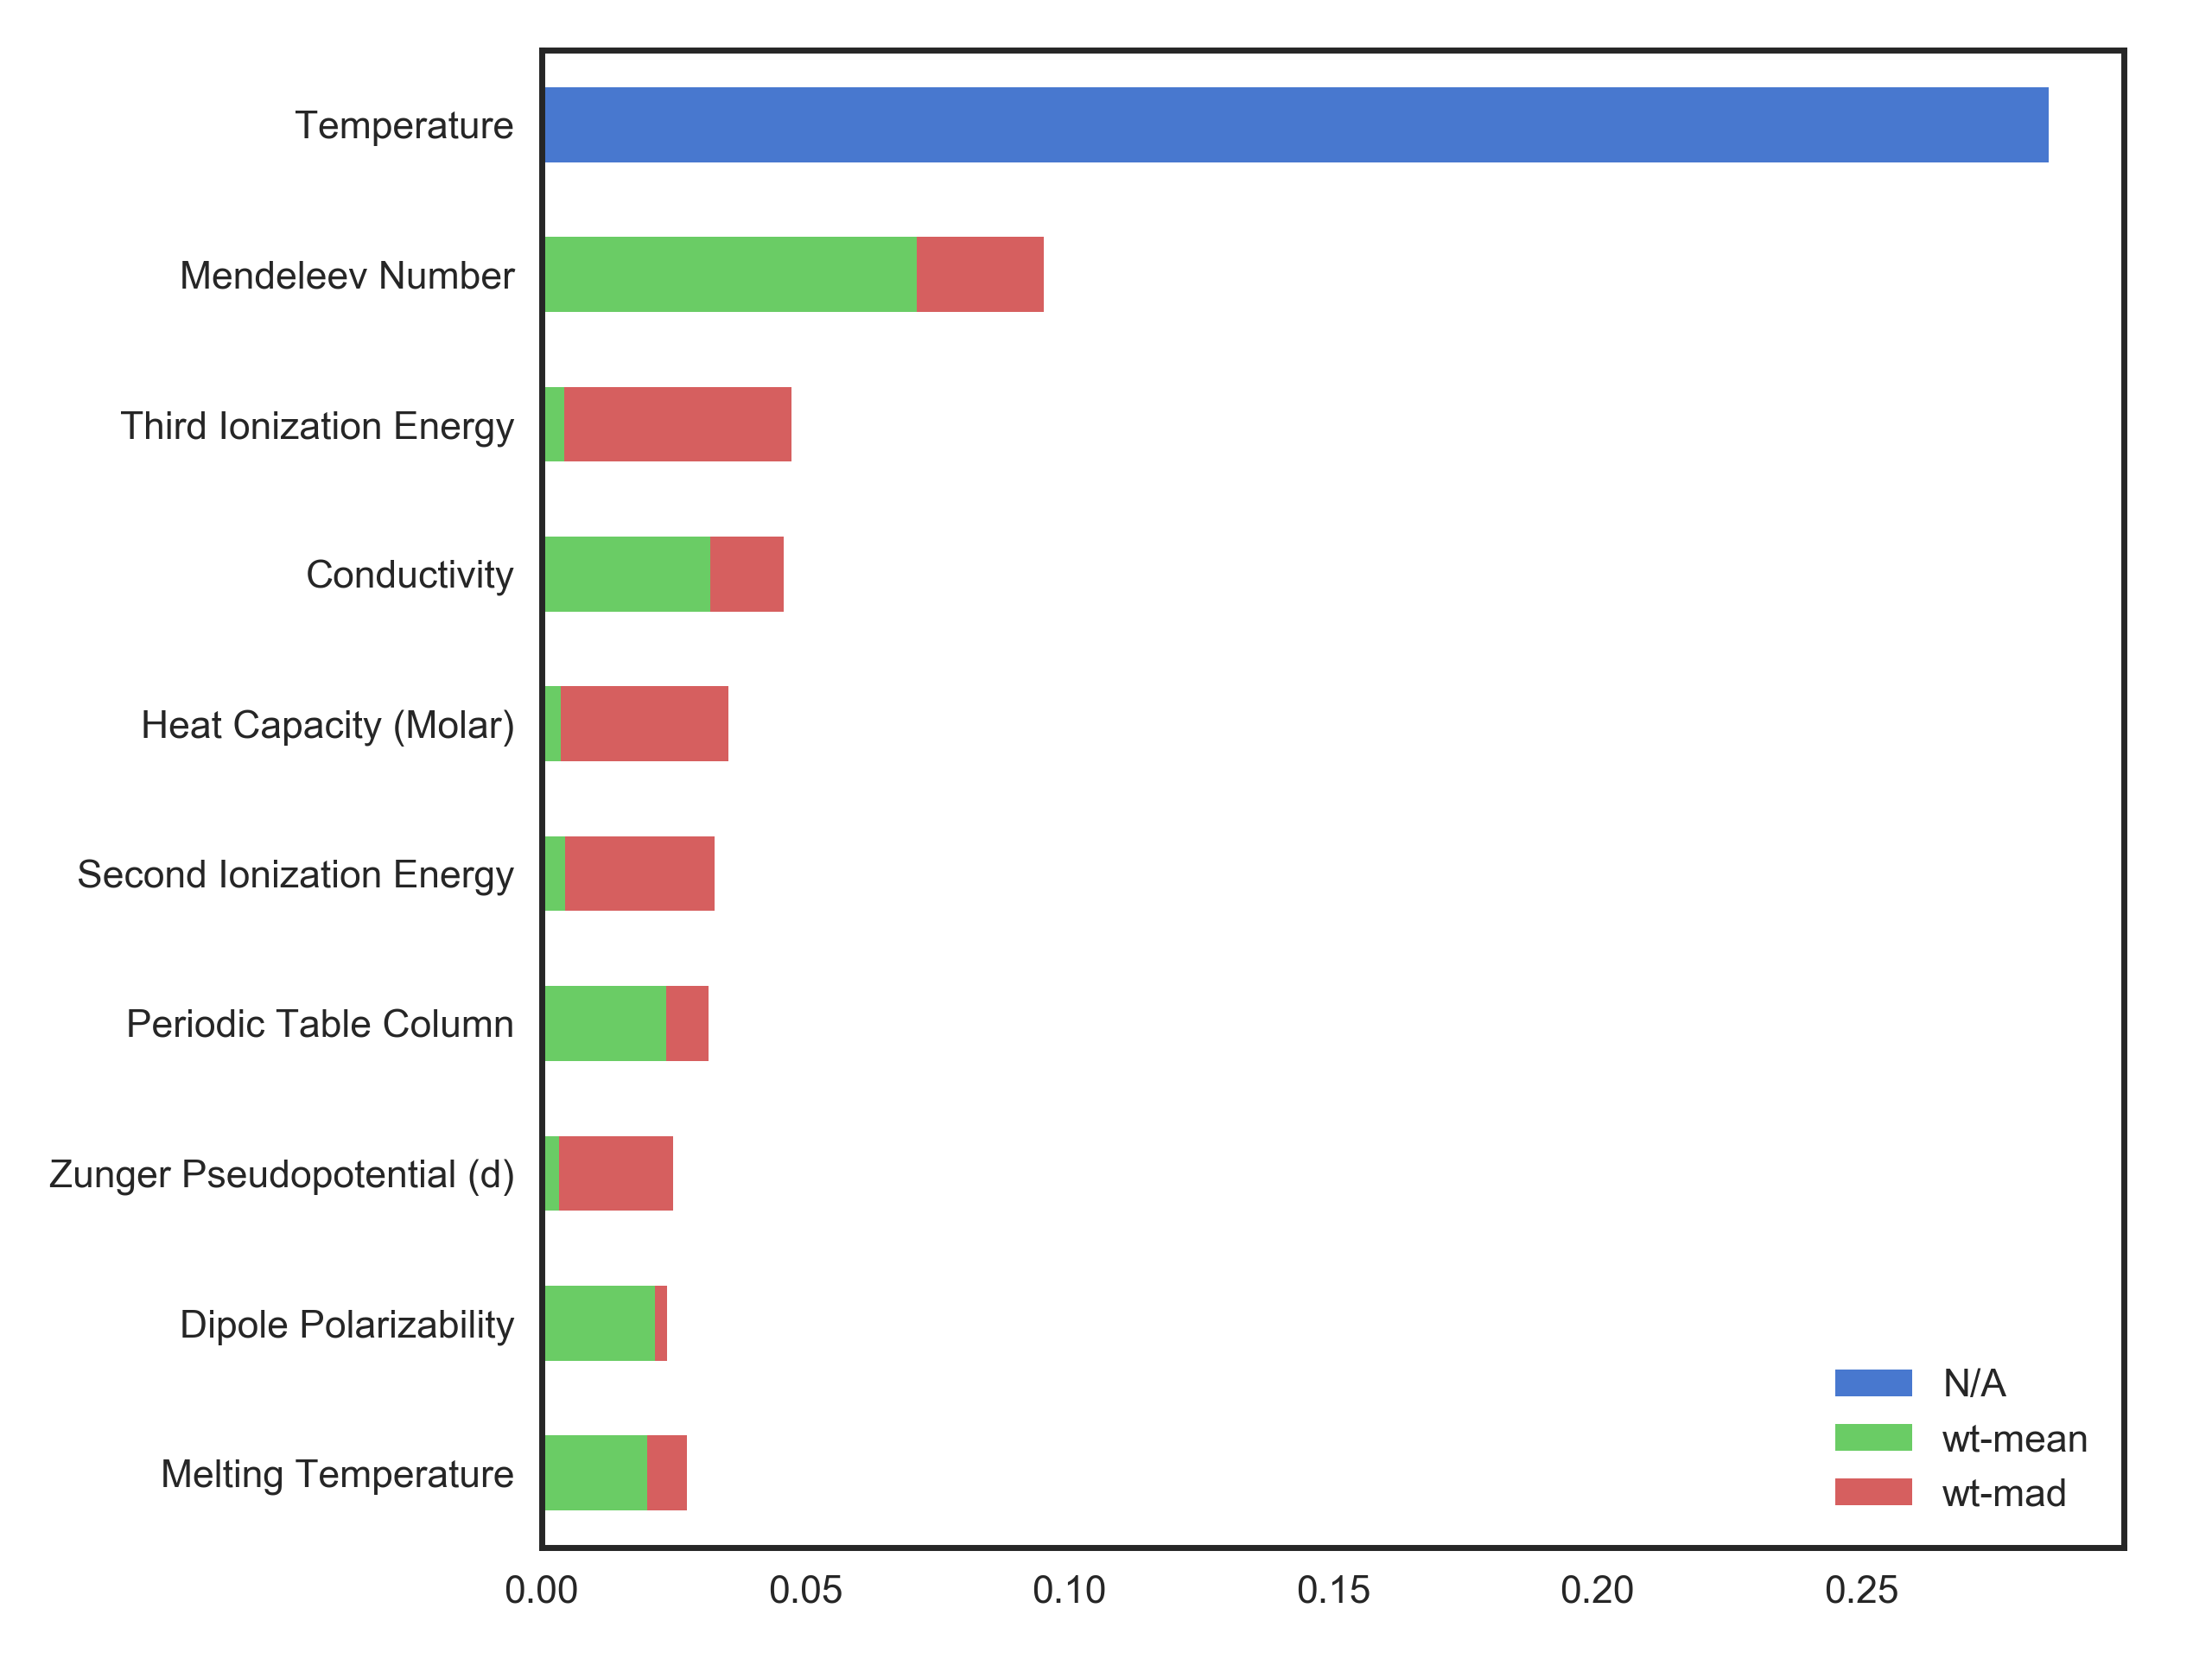 Temperature
Mendeleev Number
Third Ionization Energy
Conductivity
Heat Capacity (Molar)
Second Ionization Energy
Periodic Table Column
Zunger Pseudopotential (d)
Dipole Polarizability
Melting Temperature
N/A
wt-mean
wt-mad
0.00 0.05 0.10 0.15 0.20 0.25